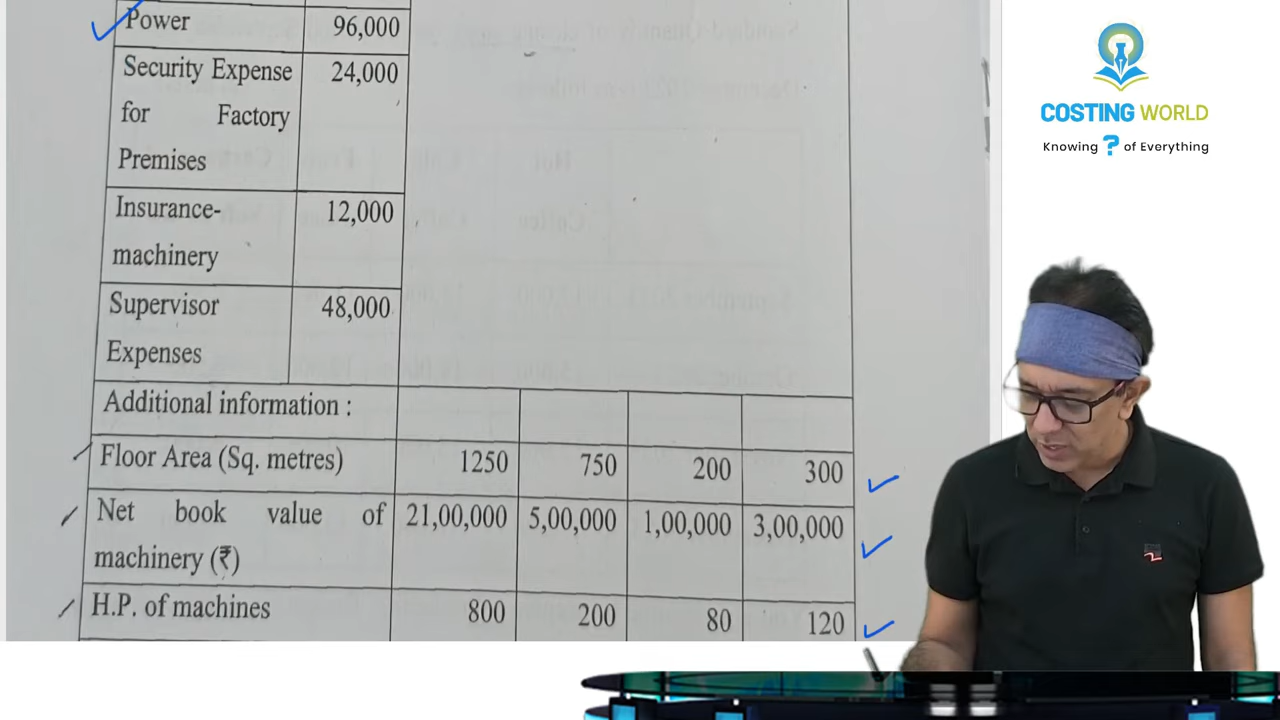 Power 96,000
Security Expense 24,000
for Factory
Premises
Insurance- 12,000
machinery
Supervisor 48,000
Expenses
Additional information :
Floor Area (Sq. metres) 1250 750 200 300
Net book value of 21,00,000 5,00,000 1,00,000 3,00,000
machinery (₹)
H.P. of machines 800 200 80 120
COSTING WORLD
Knowing ? of Everything